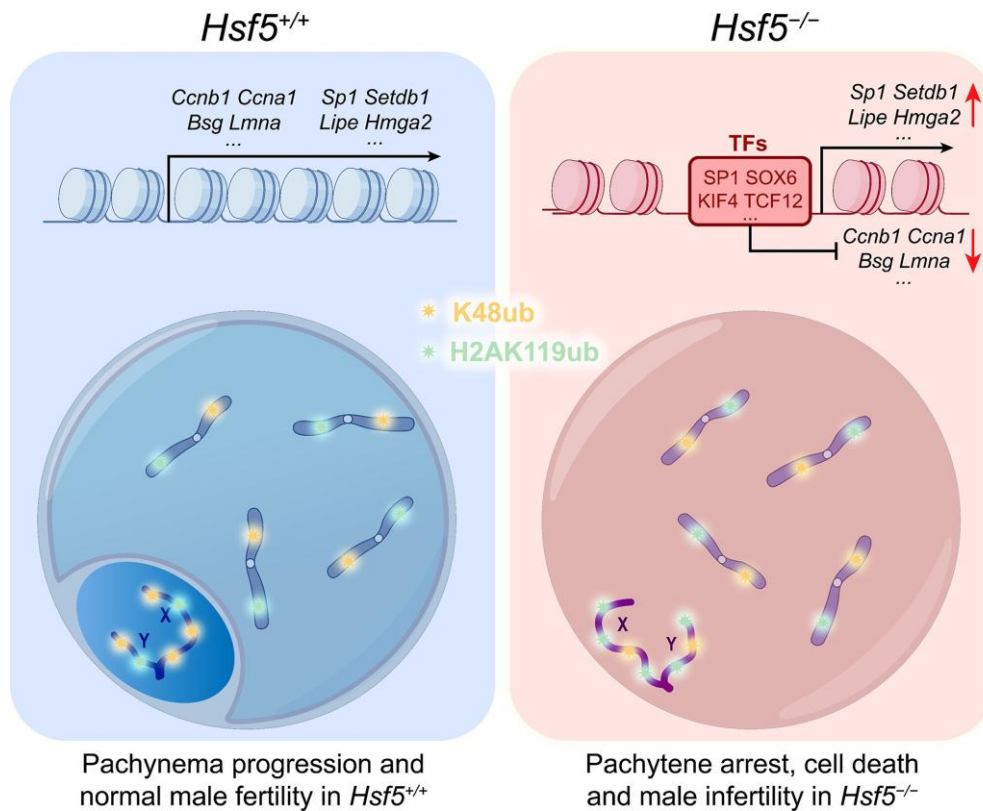 Hsf5+/+
Ccnb1 Ccna1
Bsg Lmna
...
Sp1 Setdb1
Lipe Hmga2
...
Hsf5−/−
Sp1 Setdb1
Lipe Hmga2
...
TFs
SP1 SOX6
KIF4 TCF12
...
Ccnb1 Ccna1
Bsg Lmna
...
K48ub
H2AK119ub
X
Y
X
Y
Pachynema progression and
normal male fertility in Hsf5+/+
Pachytene arrest, cell death
and male infertility in Hsf5−/−